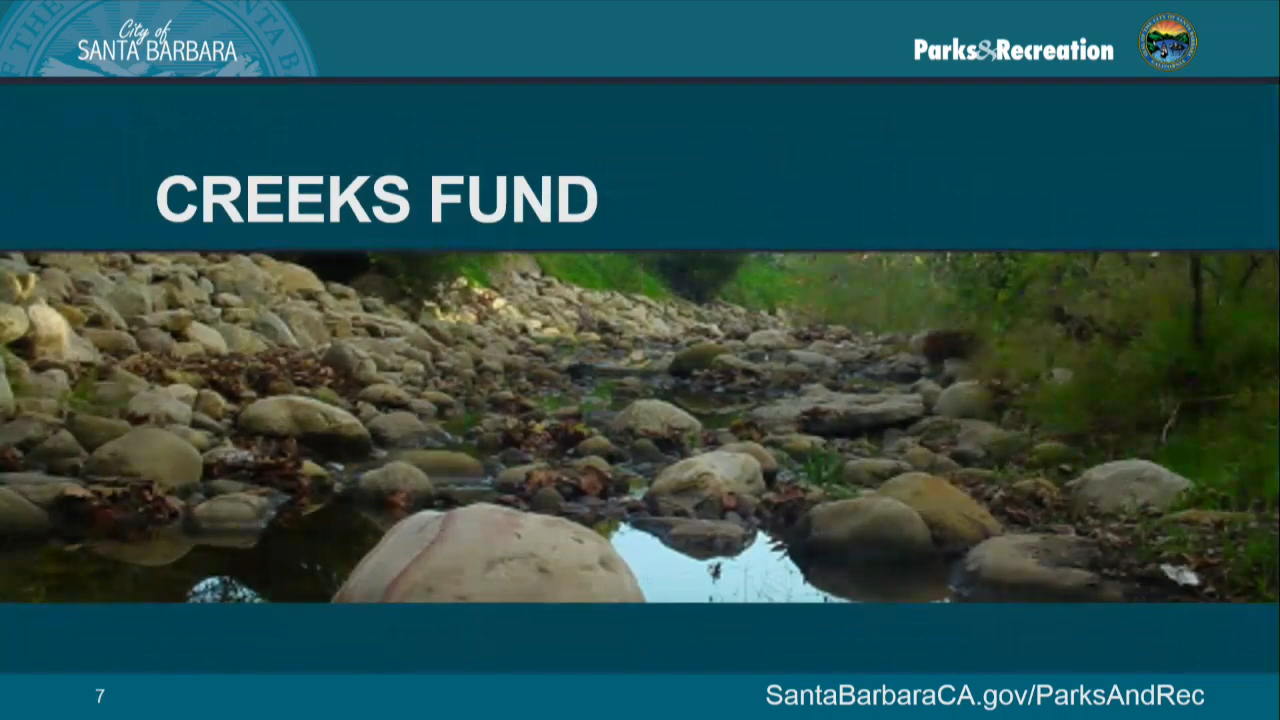 City of
SANTA BARBARA
Parks&Recreation
CREEKS FUND
7
SantaBarbaraCA.gov/ParksAndRec